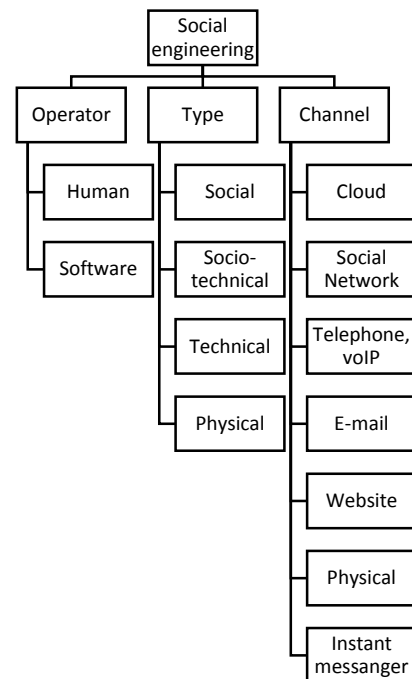 Social
engineering
Operator
Type
Channel
Human
Social
Cloud
Software
Socio-
technical
Social
Network
Technical
Telephone,
voIP
Physical
E-mail
Website
Physical
Instant
messanger